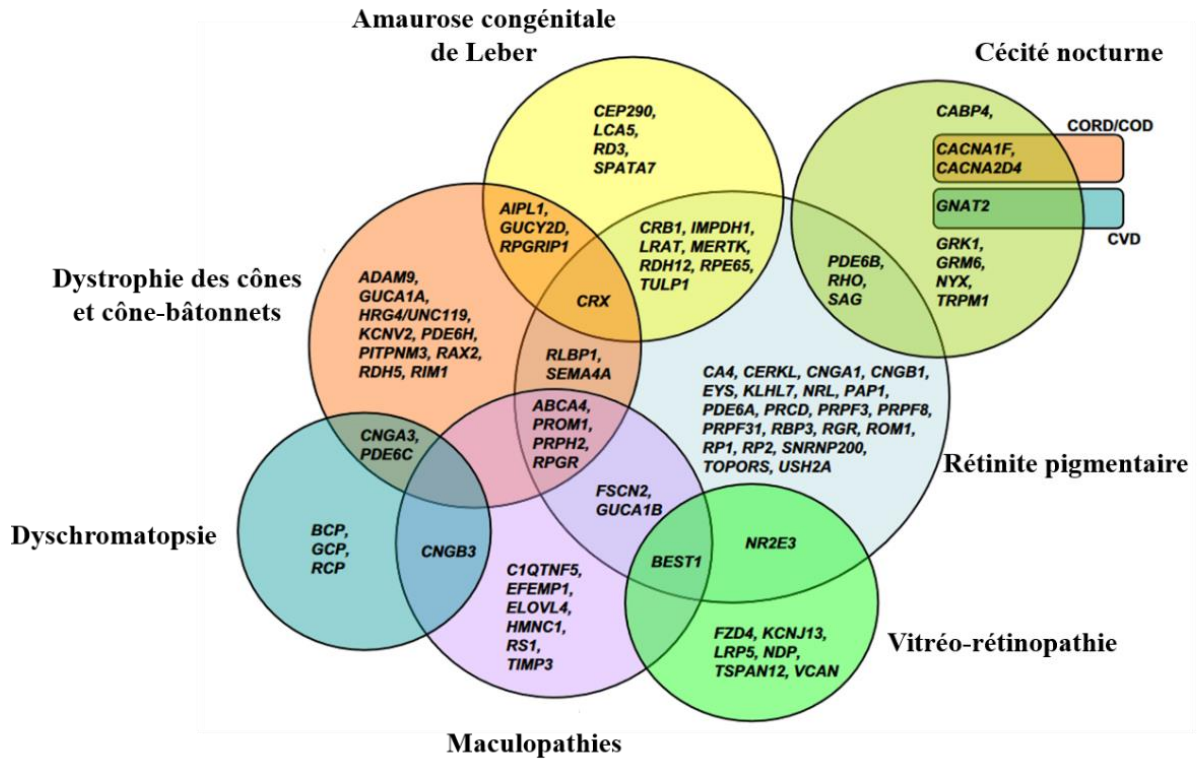 Amaurose congénitale
de Leber
Cécité nocturne
CEP290,
LCA5,
RD3,
SPATA7
CABP4,
CORD/COD
CACNA1F,
CACNA2D4
GNAT2
CVD
GRK1,
GRM6,
NYX,
TRPM1
AIPL1,
GUCY2D,
RPGRIP1
CRB1, IMPDH1,
LRAT, MERTK,
RDH12, RPE65,
TULP1
PDE6B,
RHO,
SAG
Dystrophie des cônes
et cône-bâtonnets
ADAM9,
GUCA1A,
HRG4/UNC119,
KCNV2, PDE6H,
PITPNM3, RAX2,
RDH5, RIM1
CRX
RLBP1,
SEMA4A
CA4, CERKL, CNGA1, CNGB1,
EYS, KLHL7, NRL, PAP1,
PDE6A, PRCD, PRPF3, PRPF8,
PRPF31, RBP3, RGR, ROM1,
RP1, RP2, SNRNP200,
TOPORS, USH2A
Rétinite pigmentaire
ABCA4,
PROM1,
PRPH2,
RPGR
CNGA3,
PDE6C
FSCN2,
GUCA1B
Dyschromatopsie
BCP,
GCP,
RCP
CNGB3
BEST1
NR2E3
C1QTNF5,
EFEMP1,
ELOVL4,
HMNC1,
RS1,
TIMP3
FZD4, KCNJ13,
LRP5, NDP,
TSPAN12, VCAN
Vitréo-rétinopathie
Maculopathies